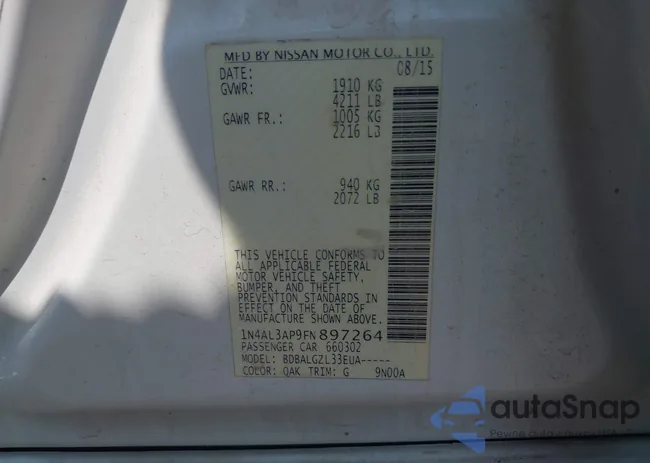 MFD BY NISSAN MOTOR CO., LTD.
DATE: 08/15
GVWR: 1910 KG
4211 LB
GAWR FR.: 1005 KG
2216 LB
GAWR RR.: 940 KG
2072 LB
THIS VEHICLE CONFORMS TO
ALL APPLICABLE FEDERAL
MOTOR VEHICLE SAFETY,
BUMPER, AND THEFT
PREVENTION STANDARDS IN
EFFECT ON THE DATE OF
MANUFACTURE SHOWN ABOVE.
1N4AL3AP9FN897264
PASSENGER CAR 660302
MODEL: BDBALGZL33EUA-----
COLOR: QAK TRIM: G 9N00A
autoSnap
Pewne auto z USA